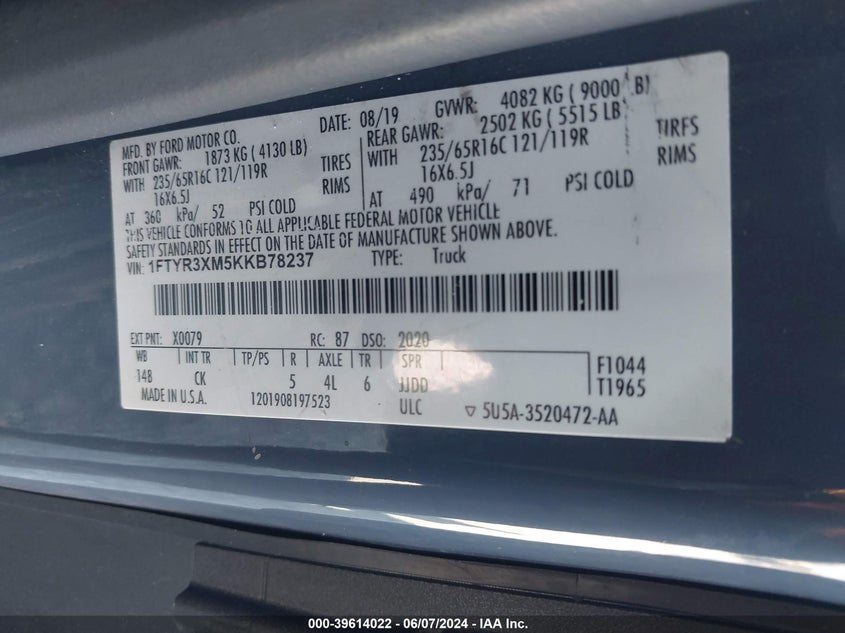 MFD. BY FORD MOTOR CO. DATE: 08/19 GVWR: 4082 KG ( 9000 LB)
FRONT GAWR: 1873 KG ( 4130 LB) REAR GAWR: 2502 KG ( 5515 LB)
WITH 235/65R16C 121/119R TIRES WITH 235/65R16C 121/119R TIRES
16X6.5J RIMS 16X6.5J RIMS
AT 360 kPa/ 52 PSI COLD AT 490 kPa/ 71 PSI COLD
THIS VEHICLE CONFORMS TO ALL APPLICABLE FEDERAL MOTOR VEHICLE
SAFETY STANDARDS IN EFFECT ON THE DATE OF MANUFACTURE SHOWN ABOVE.
VIN: 1FTYR3XM5KKB78237 TYPE: Truck
EXT PNT: X0079 RC: 87 DSO: 2020
WB INT TR TP/PS R AXLE TR SPR F1044
148 CK 5 4L 6 JJDD T1965
MADE IN U.S.A. 1201908197523 ULC 5U5A-3520472-AA
000-39614022 - 06/07/2024 - IAA Inc.